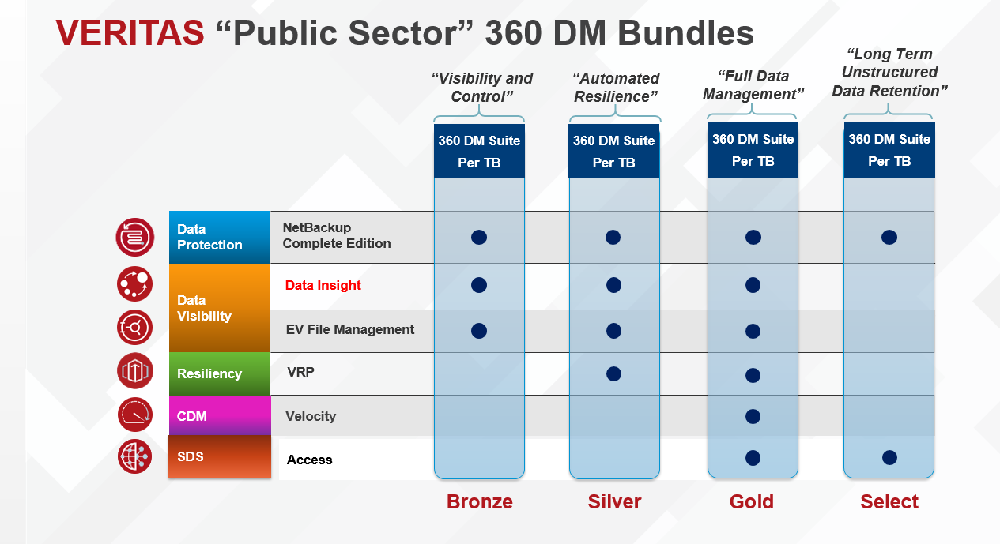 VERITAS “Public Sector” 360 DM Bundles
“Visibility and
Control”
“Automated
Resilience”
“Full Data
Management”
“Long Term
Unstructured
Data Retention”
360 DM Suite
Per TB
360 DM Suite
Per TB
360 DM Suite
Per TB
360 DM Suite
Per TB
Data
Protection
NetBackup
Complete Edition
Data
Visibility
Data Insight
EV File Management
Resiliency
VRP
CDM
Velocity
SDS
Access
Bronze
Silver
Gold
Select